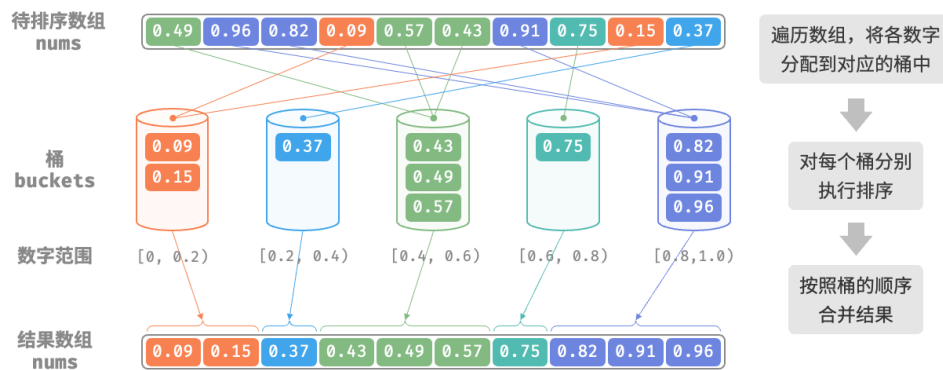 待排序数组
nums
0.49 0.96 0.82 0.09 0.57 0.43 0.91 0.75 0.15 0.37
遍历数组，将各数字
分配到对应的桶中
桶
buckets
0.09 0.37 0.43 0.75 0.82
0.15 0.49 0.91
0.57 0.96
对每个桶分别
执行排序
数字范围
[0, 0.2) [0.2, 0.4) [0.4, 0.6) [0.6, 0.8) [0.8,1.0)
按照桶的顺序
合并结果
结果数组
nums
0.09 0.15 0.37 0.43 0.49 0.57 0.75 0.82 0.91 0.96